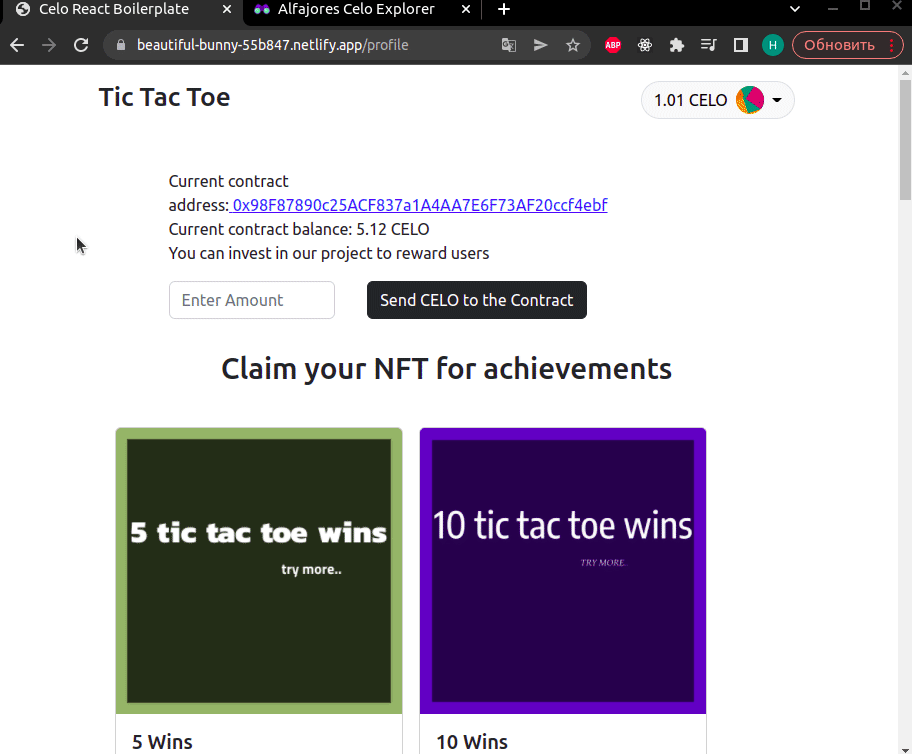 Celo React Boilerplate
Alfajores Celo Explorer
beautiful-bunny-55b847.netlify.app/profile
ABP
H
Обновить
Tic Tac Toe
1.01 CELO
Current contract
address: 0x98F87890c25ACF837a1A4AA7E6F73AF20ccf4ebf
Current contract balance: 5.12 CELO
You can invest in our project to reward users
Enter Amount
Send CELO to the Contract
Claim your NFT for achievements
5 tic tac toe wins
try more..
10 tic tac toe wins
TRY MORE..
5 Wins
10 Wins